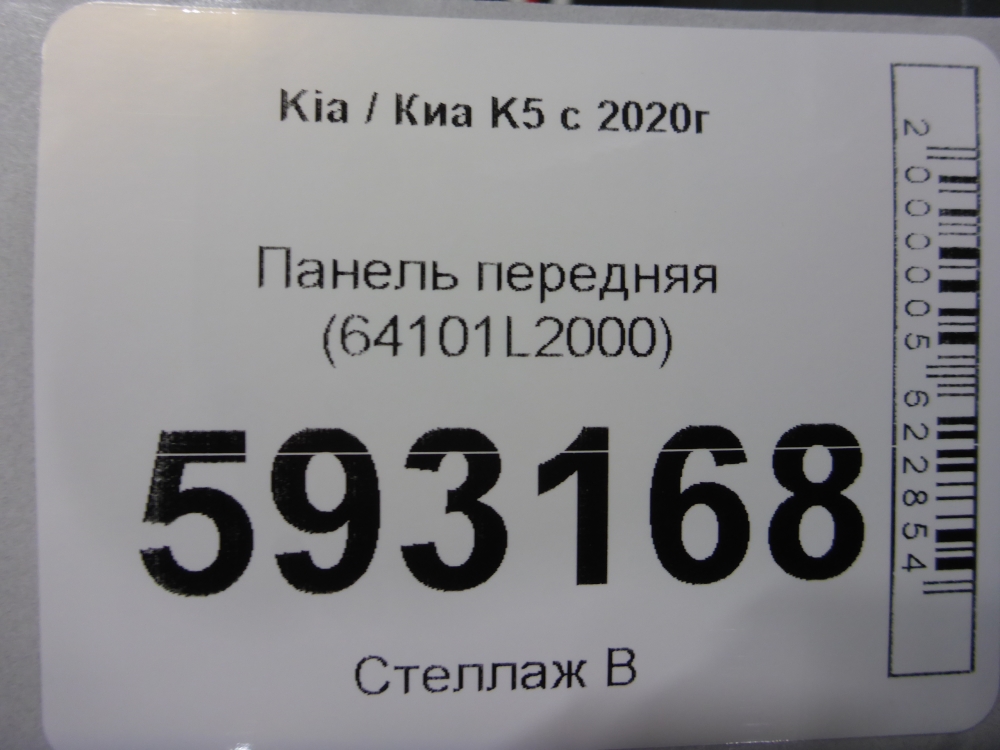 Kia / Киа K5 с 2020г
Панель передняя
(64101L2000)
593168
Стеллаж В
2000005622854